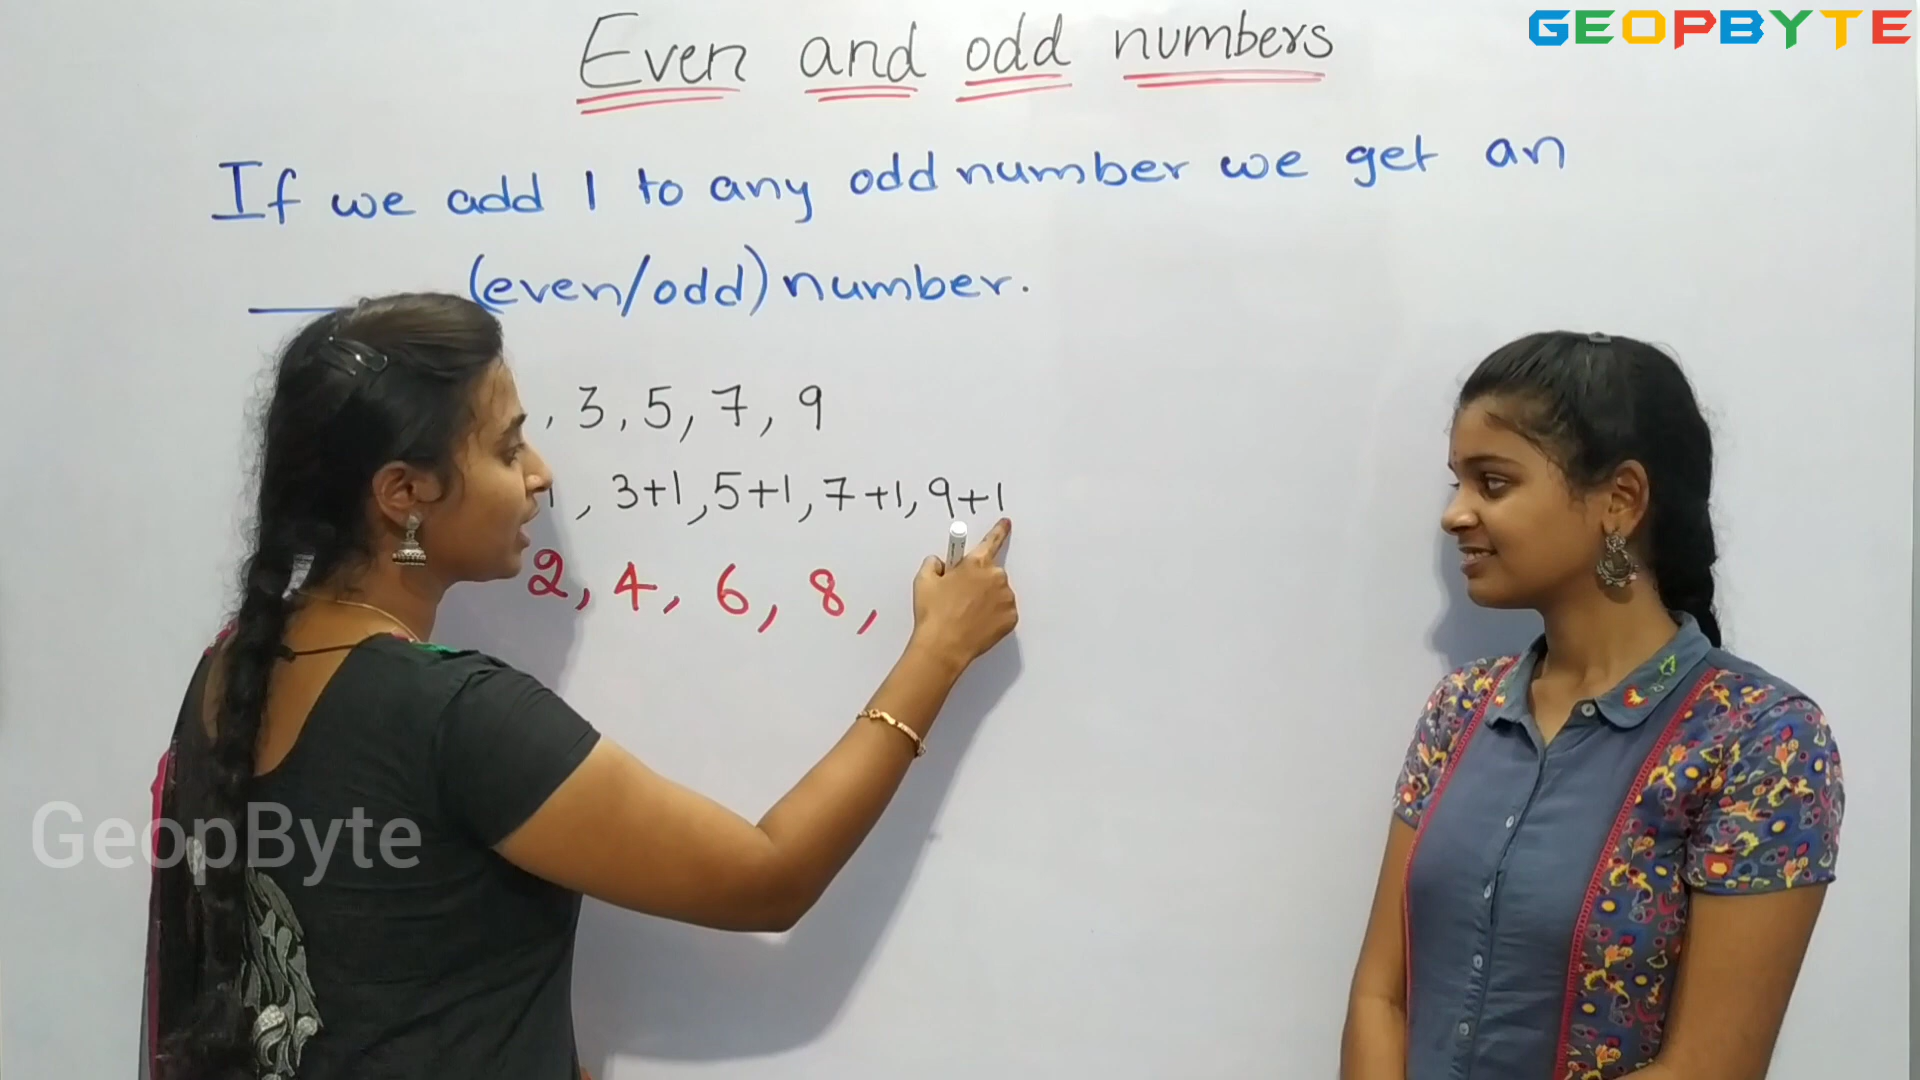 GEOPBYTE
Even and odd numbers
If we add 1 to any odd number we get an
(even/odd) number.
, 3, 5, 7, 9
1, 3+1, 5+1, 7+1, 9+1
2, 4, 6, 8,
GeopByte